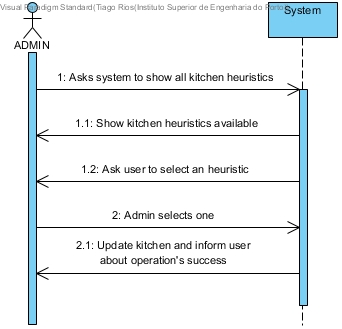 Visual Paradigm Standard(Tiago Rios(Instituto Superior de Engenharia do Porto
System
ADMIN
1: Asks system to show all kitchen heuristics
1.1: Show kitchen heuristics available
1.2: Ask user to select an heuristic
2: Admin selects one
2.1: Update kitchen and inform user
about operation's success